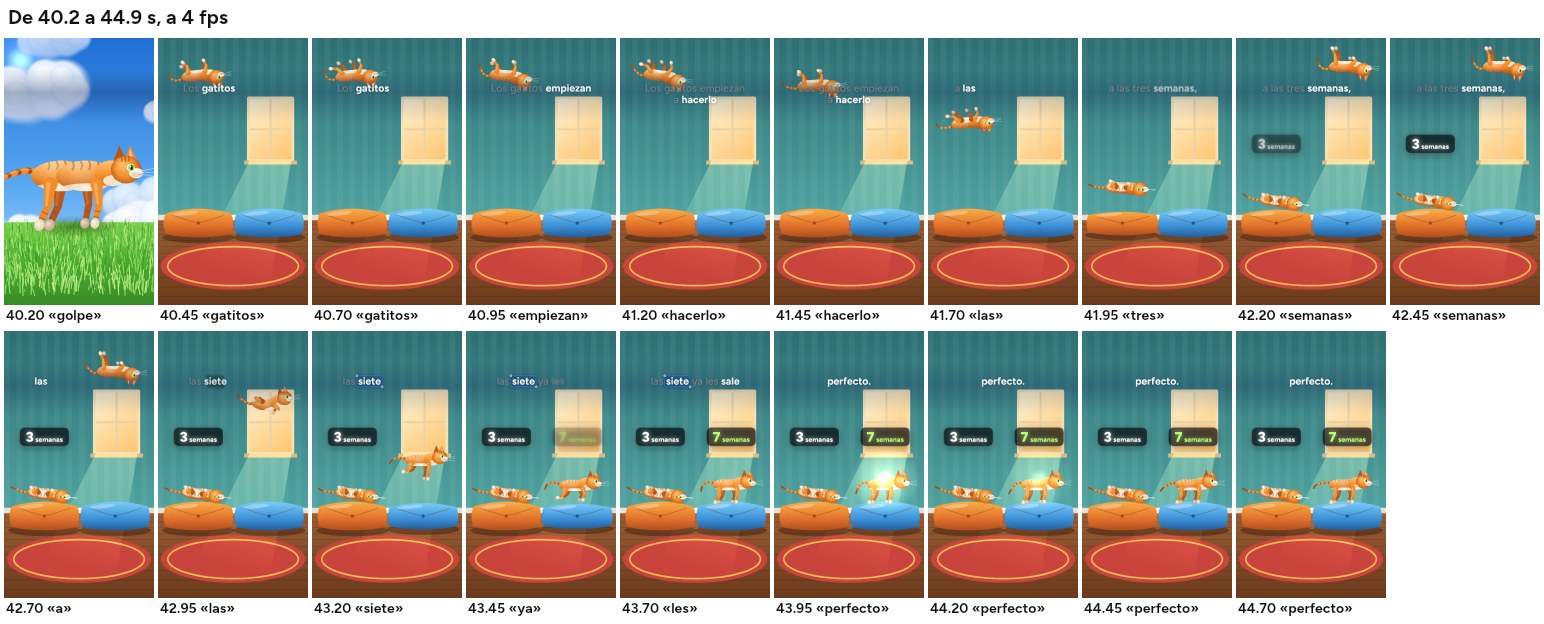 De 40.2 a 44.9 s, a 4 fps
Los gatitos
Los gatitos
Los gatitos empiezan
Los gatitos empiezan
a hacerlo
Los gatitos empiezan
a hacerlo
a las
a las tres semanas,
a las tres semanas,
3 semanas
a las tres semanas,
3 semanas
40.20 «golpe»
40.45 «gatitos»
40.70 «gatitos»
40.95 «empiezan»
41.20 «hacerlo»
41.45 «hacerlo»
41.70 «las»
41.95 «tres»
42.20 «semanas»
42.45 «semanas»
las
3 semanas
las siete
3 semanas
las siete
3 semanas
las siete ya les
3 semanas
7 semanas
las siete ya les sale
3 semanas
7 semanas
perfecto.
3 semanas
7 semanas
perfecto.
3 semanas
7 semanas
perfecto.
3 semanas
7 semanas
perfecto.
3 semanas
7 semanas
42.70 «a»
42.95 «las»
43.20 «siete»
43.45 «ya»
43.70 «les»
43.95 «perfecto»
44.20 «perfecto»
44.45 «perfecto»
44.70 «perfecto»